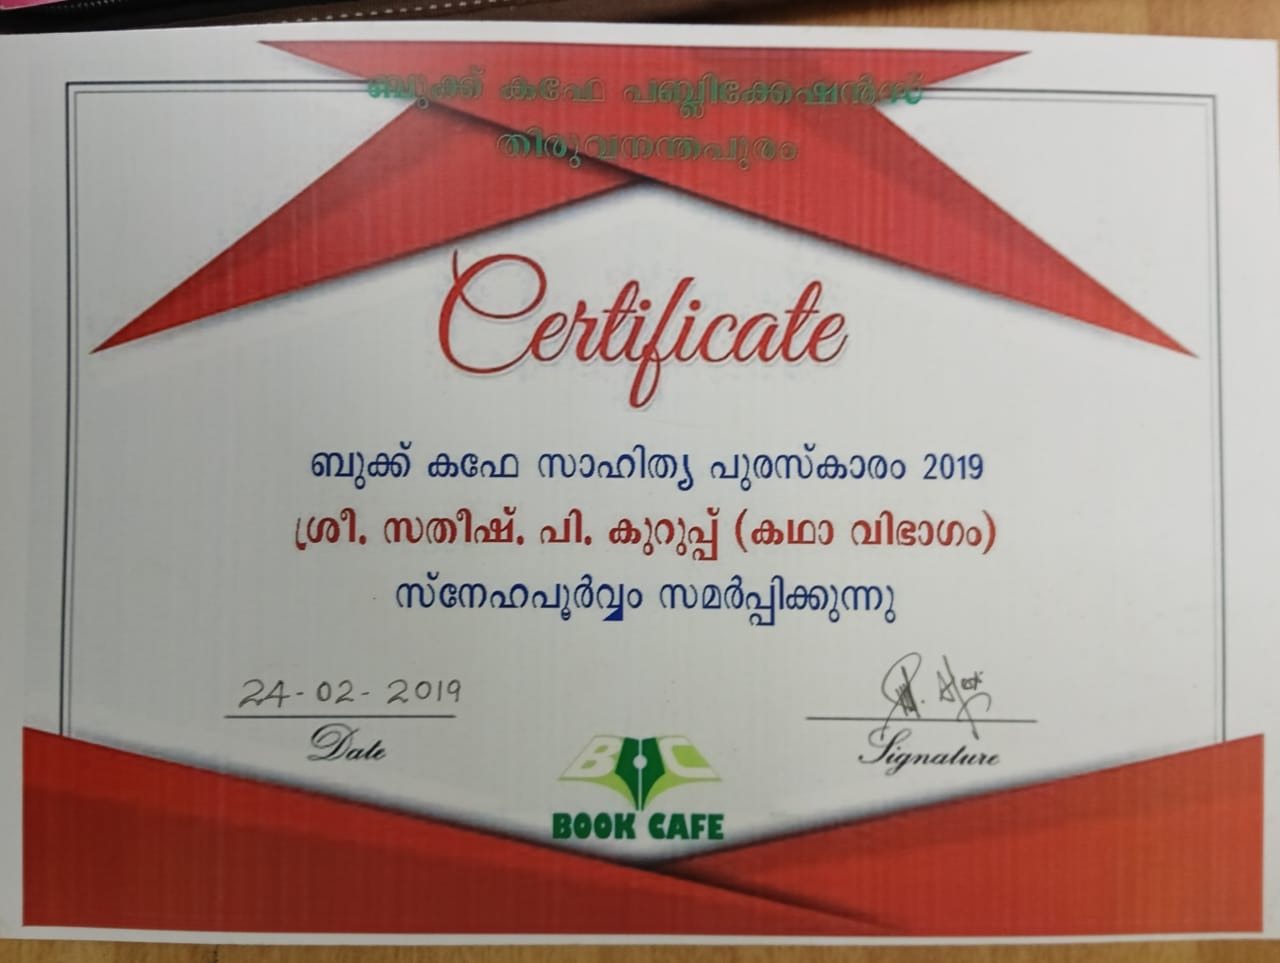 ബുക്ക് കഫേ പബ്ലിക്കേഷൻസ്
തിരുവനന്തപുരം
Certificate
ബുക്ക് കഫേ സാഹിത്യ പുരസ്കാരം 2019
ശ്രീ. സതീഷ്. പി. കുറുപ്പ് (കഥാ വിഭാഗം)
സ്നേഹപൂർവ്വം സമർപ്പിക്കുന്നു
24-02-2019
Date
Signature
B C
BOOK CAFE